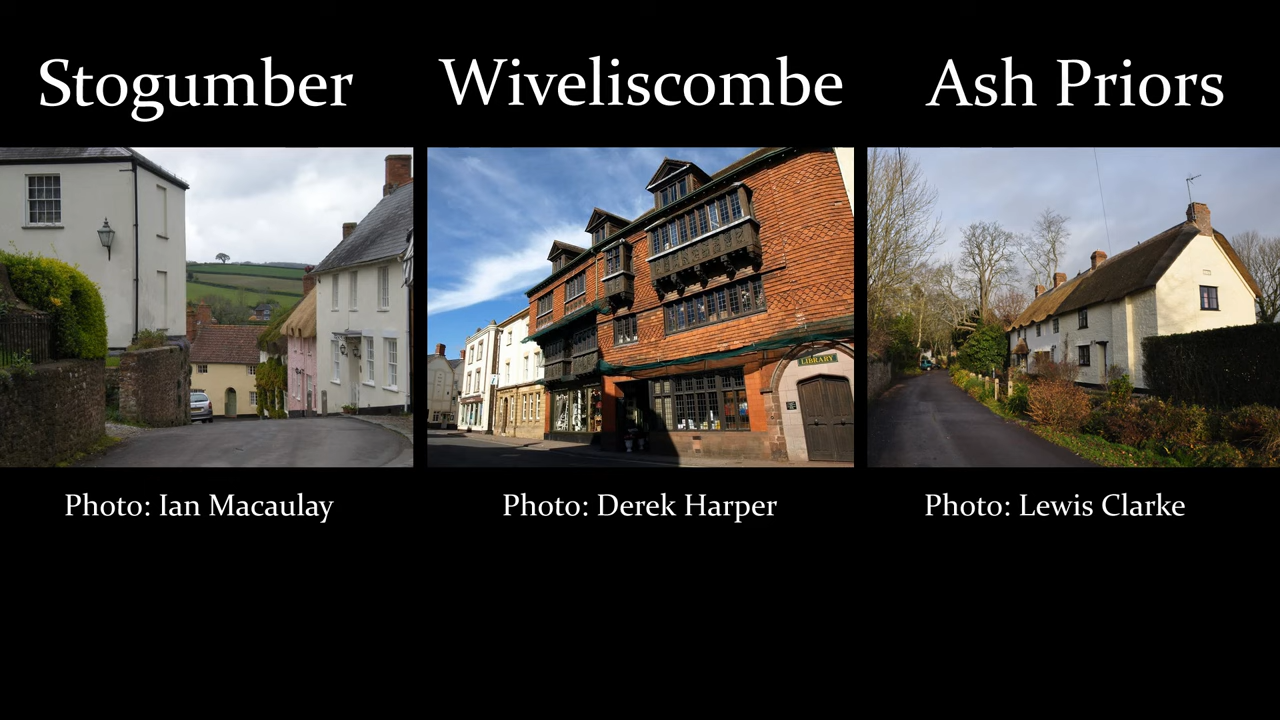 Stogumber
Wiveliscombe
Ash Priors
LIBRARY
Photo: Ian Macaulay
Photo: Derek Harper
Photo: Lewis Clarke